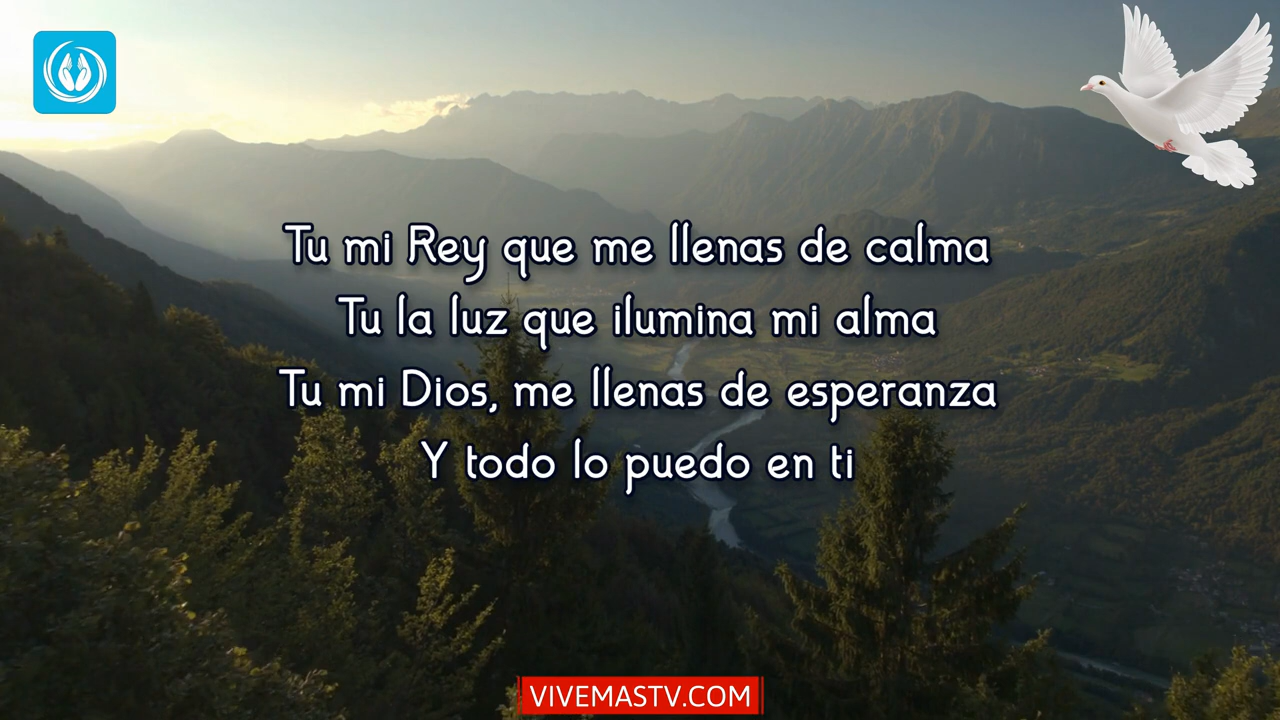 Tu mi Rey que me llenas de calma
Tu la luz que ilumina mi alma
Tu mi Dios, me llenas de esperanza
Y todo lo puedo en ti
VIVEMASTV.COM